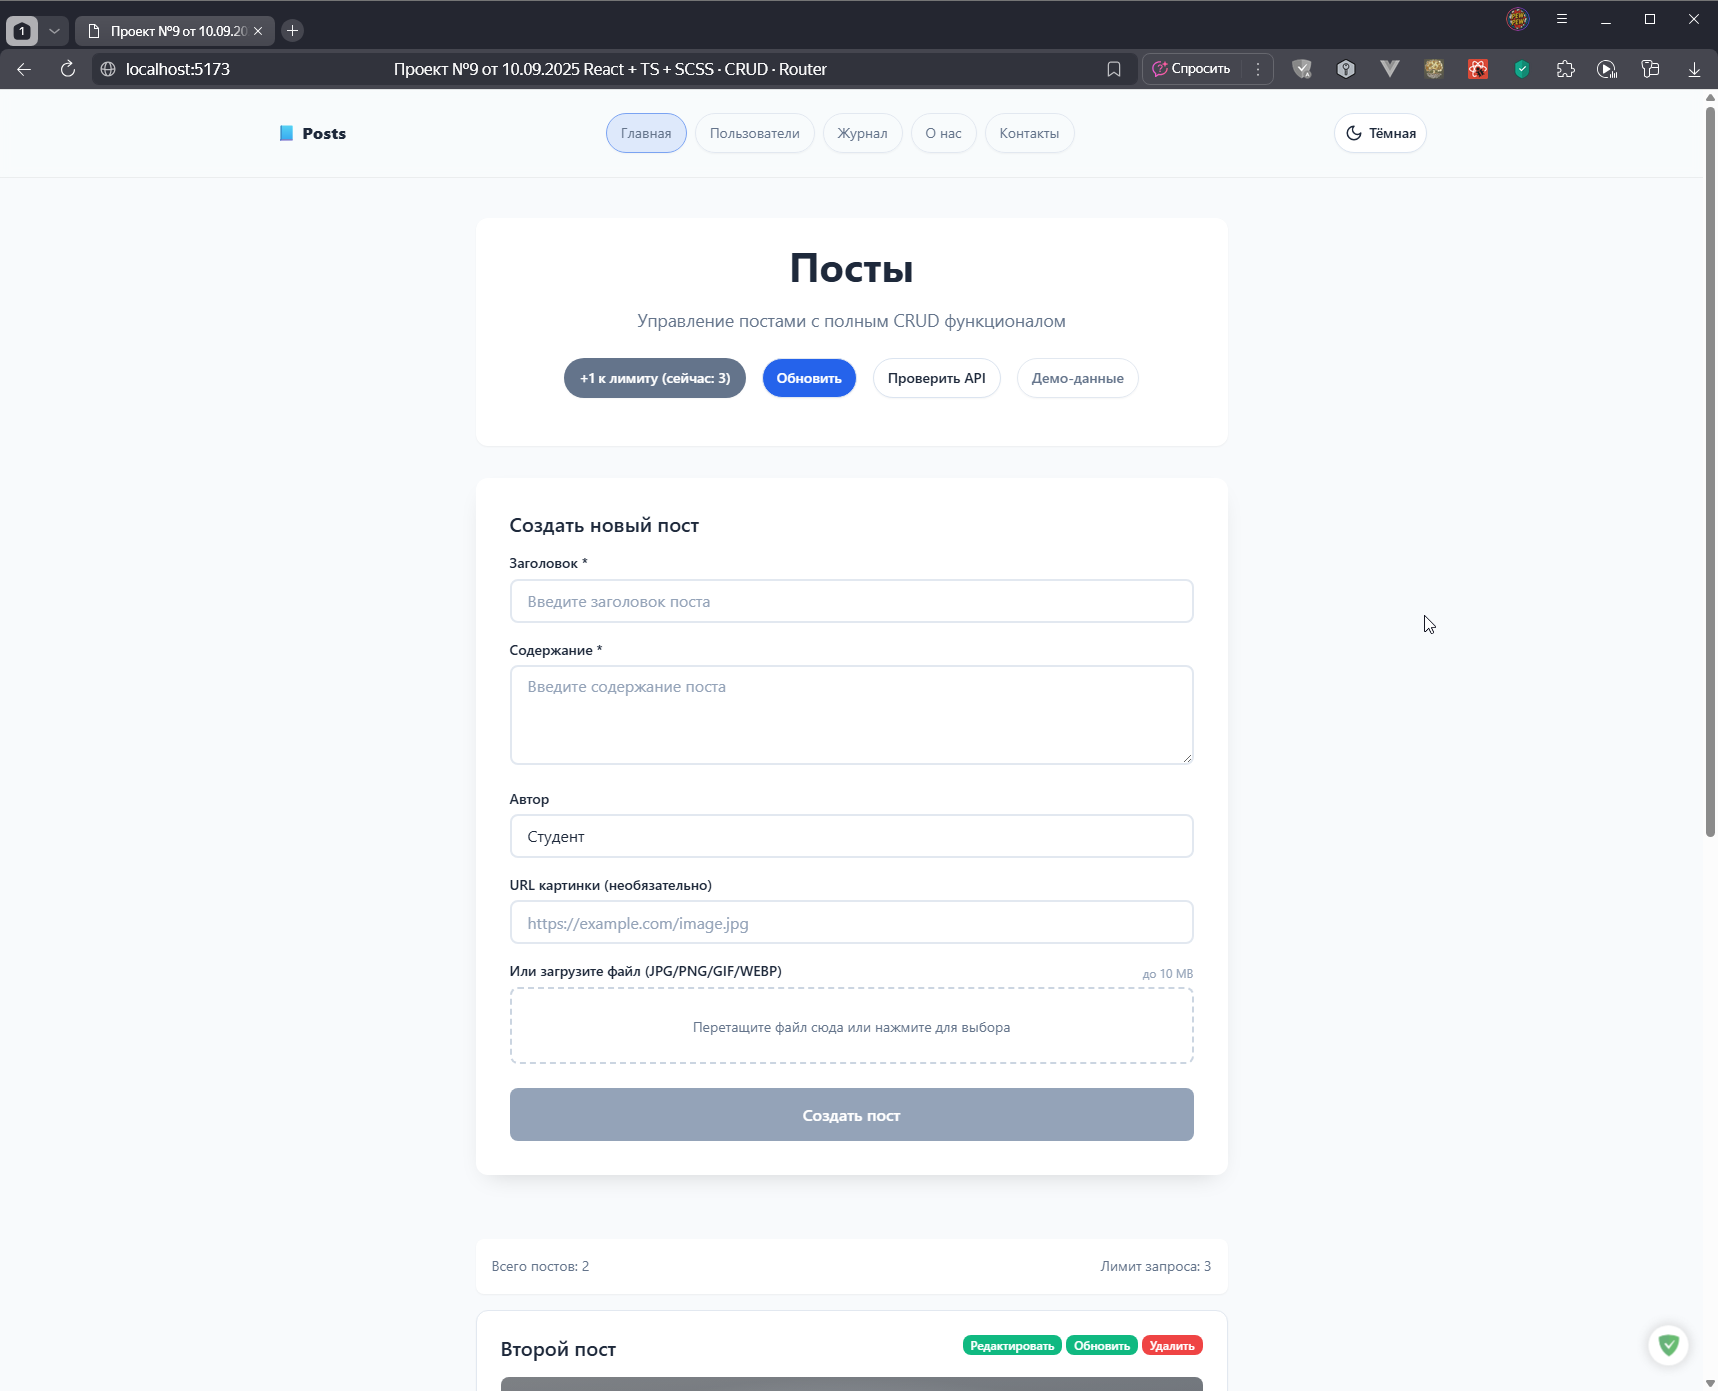 1
Проект №9 от 10.09.20
localhost:5173
Проект №9 от 10.09.2025 React + TS + SCSS · CRUD · Router
Спросить
Posts
Главная
Пользователи
Журнал
О нас
Контакты
Тёмная
Посты
Управление постами с полным CRUD функционалом
+1 к лимиту (сейчас: 3)
Обновить
Проверить API
Демо-данные
Создать новый пост
Заголовок *
Введите заголовок поста
Содержание *
Введите содержание поста
Автор
Студент
URL картинки (необязательно)
https://example.com/image.jpg
Или загрузите файл (JPG/PNG/GIF/WEBP)
до 10 MB
Перетащите файл сюда или нажмите для выбора
Создать пост
Всего постов: 2
Лимит запроса: 3
Второй пост
Редактировать
Обновить
Удалить